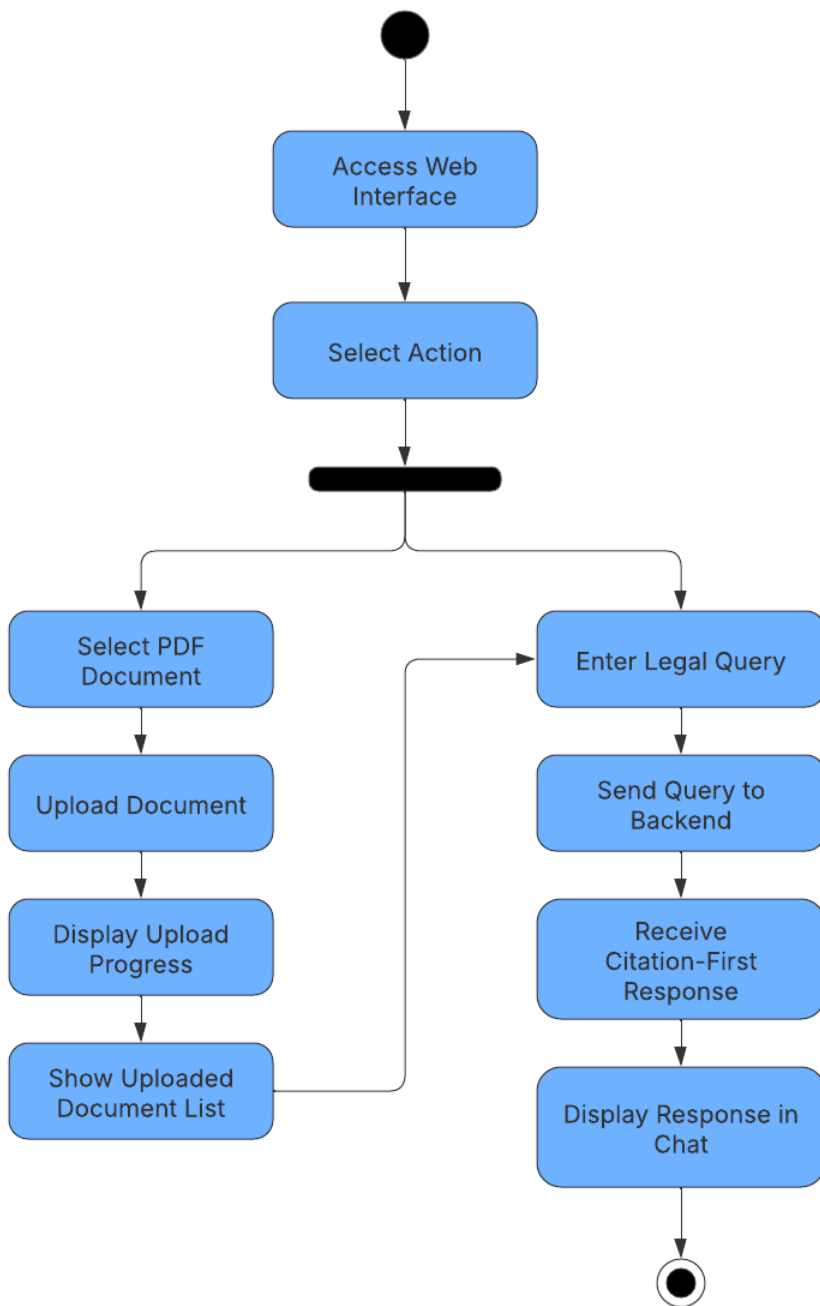 Access Web
Interface
Select Action
Select PDF
Document
Upload Document
Display Upload
Progress
Show Uploaded
Document List
Enter Legal Query
Send Query to
Backend
Receive
Citation-First
Response
Display Response in
Chat